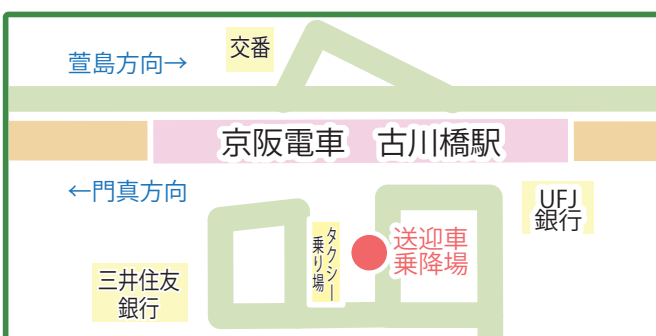 交番
萱島方向→
京阪電車 古川橋駅
←門真方向
UFJ
銀行
タクシー
乗り場
送迎車
乗降場
三井住友
銀行